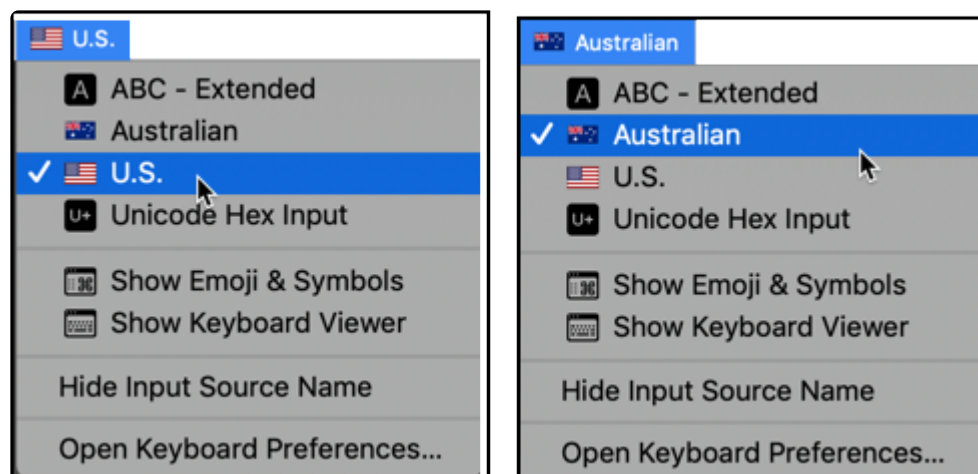 U.S.
ABC - Extended
Australian
U.S.
Unicode Hex Input
Show Emoji & Symbols
Show Keyboard Viewer
Hide Input Source Name
Open Keyboard Preferences...
Australian
ABC - Extended
Australian
U.S.
Unicode Hex Input
Show Emoji & Symbols
Show Keyboard Viewer
Hide Input Source Name
Open Keyboard Preferences...